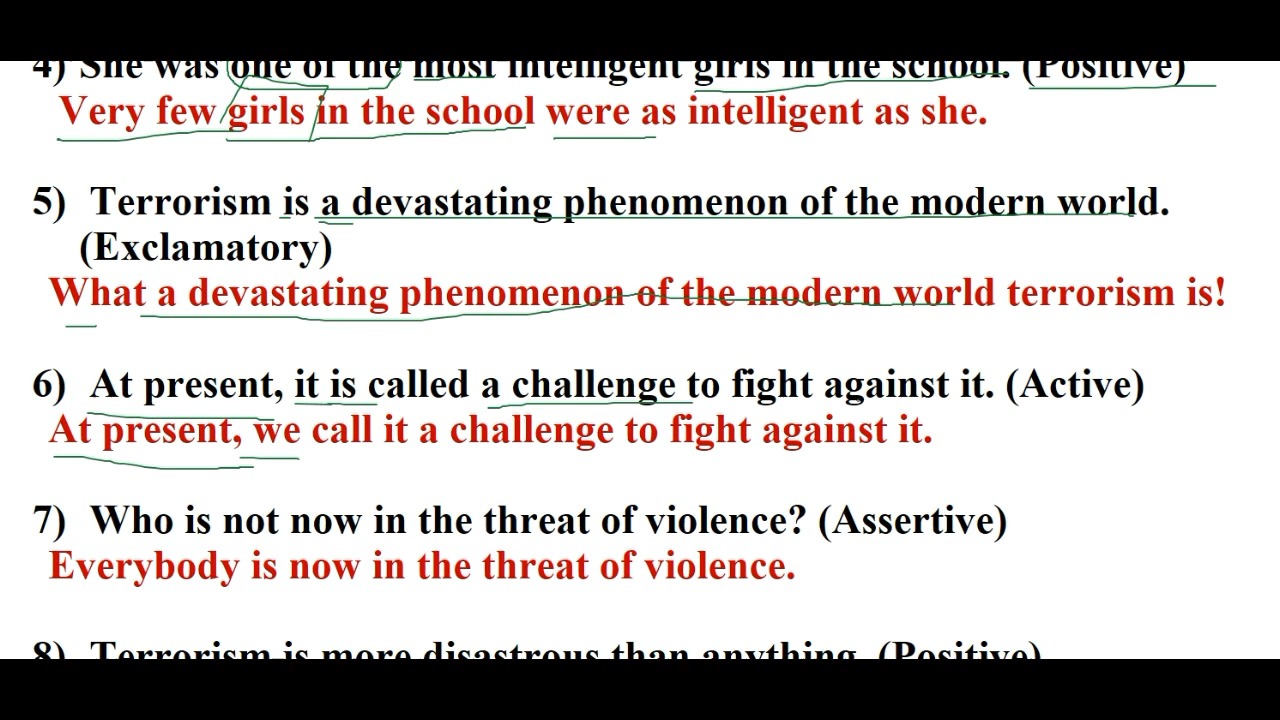 4) She was one of the most intelligent girls in the school. (Positive)
Very few girls in the school were as intelligent as she.
5) Terrorism is a devastating phenomenon of the modern world.
(Exclamatory)
What a devastating phenomenon of the modern world terrorism is!
6) At present, it is called a challenge to fight against it. (Active)
At present, we call it a challenge to fight against it.
7) Who is not now in the threat of violence? (Assertive)
Everybody is now in the threat of violence.
8) Terrorism is more disastrous than anything. (Positive)